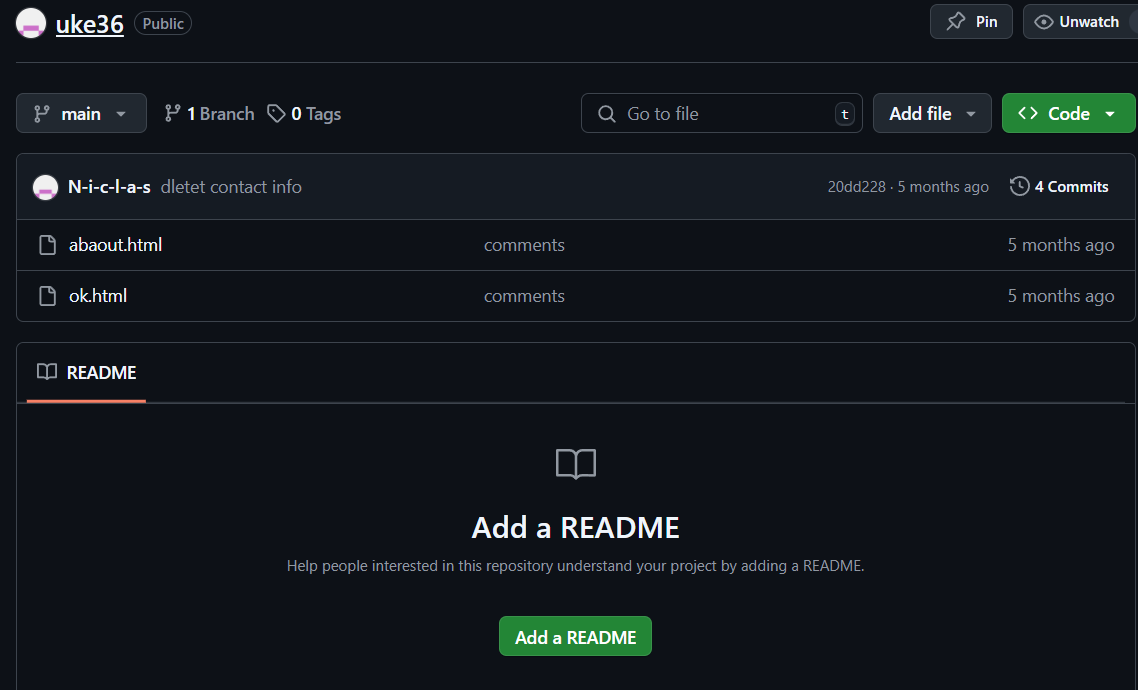 uke36 Public Pin Unwatch
main 1 Branch 0 Tags Go to file t Add file Code
N-i-c-l-a-s dletet contact info 20dd228 · 5 months ago 4 Commits
abaout.html comments 5 months ago
ok.html comments 5 months ago
README
Add a README
Help people interested in this repository understand your project by adding a README.
Add a README